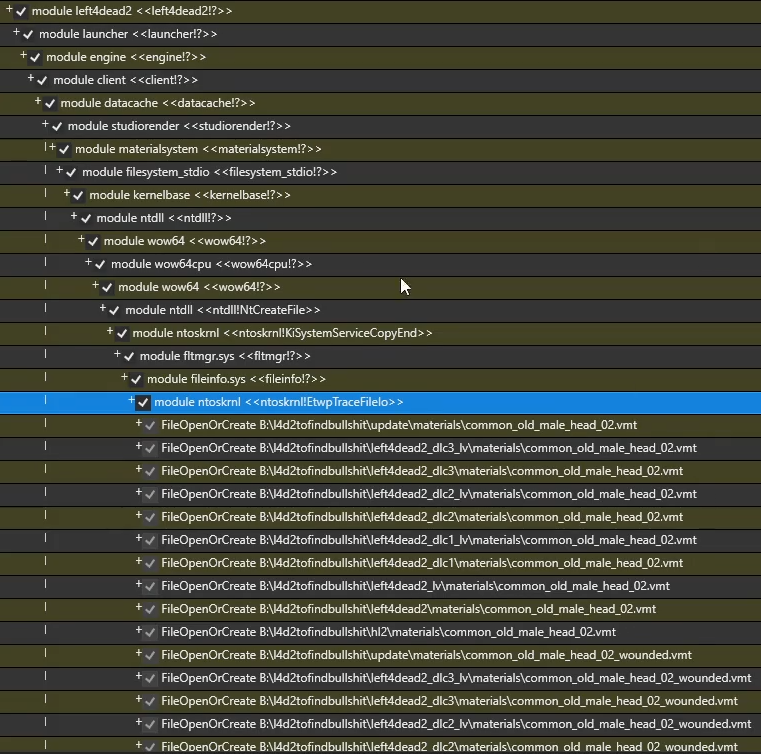 module left4dead2 <<left4dead2!?>>
module launcher <<launcher!?>>
module engine <<engine!?>>
module client <<client!?>>
module datacache <<datacache!?>>
module studiorender <<studiorender!?>>
module materialsystem <<materialsystem!?>>
module filesystem_stdio <<filesystem_stdio!?>>
module kernelbase <<kernelbase!?>>
module ntdll <<ntdll!?>>
module wow64 <<wow64!?>>
module wow64cpu <<wow64cpu!?>>
module wow64 <<wow64!?>>
module ntdll <<ntdll!NtCreateFile>>
module ntoskrnl <<ntoskrnl!KiSystemServiceCopyEnd>>
module fltmgr.sys <<fltmgr!?>>
module fileinfo.sys <<fileinfo!?>>
module ntoskrnl <<ntoskrnl!EtwpTraceFileIo>>
FileOpenOrCreate B:\l4d2tofindbullshit\update\materials\common_old_male_head_02.vmt
FileOpenOrCreate B:\l4d2tofindbullshit\left4dead2_dlc3_lv\materials\common_old_male_head_02.vmt
FileOpenOrCreate B:\l4d2tofindbullshit\left4dead2_dlc3\materials\common_old_male_head_02.vmt
FileOpenOrCreate B:\l4d2tofindbullshit\left4dead2_dlc2_lv\materials\common_old_male_head_02.vmt
FileOpenOrCreate B:\l4d2tofindbullshit\left4dead2_dlc2\materials\common_old_male_head_02.vmt
FileOpenOrCreate B:\l4d2tofindbullshit\left4dead2_dlc1_lv\materials\common_old_male_head_02.vmt
FileOpenOrCreate B:\l4d2tofindbullshit\left4dead2_dlc1\materials\common_old_male_head_02.vmt
FileOpenOrCreate B:\l4d2tofindbullshit\left4dead2_lv\materials\common_old_male_head_02.vmt
FileOpenOrCreate B:\l4d2tofindbullshit\left4dead2\materials\common_old_male_head_02.vmt
FileOpenOrCreate B:\l4d2tofindbullshit\hl2\materials\common_old_male_head_02.vmt
FileOpenOrCreate B:\l4d2tofindbullshit\update\materials\common_old_male_head_02_wounded.vmt
FileOpenOrCreate B:\l4d2tofindbullshit\left4dead2_dlc3_lv\materials\common_old_male_head_02_wounded.vmt
FileOpenOrCreate B:\l4d2tofindbullshit\left4dead2_dlc3\materials\common_old_male_head_02_wounded.vmt
FileOpenOrCreate B:\l4d2tofindbullshit\left4dead2_dlc2_lv\materials\common_old_male_head_02_wounded.vmt
FileOpenOrCreate B:\l4d2tofindbullshit\left4dead2_dlc2\materials\common_old_male_head_02_wounded.vmt